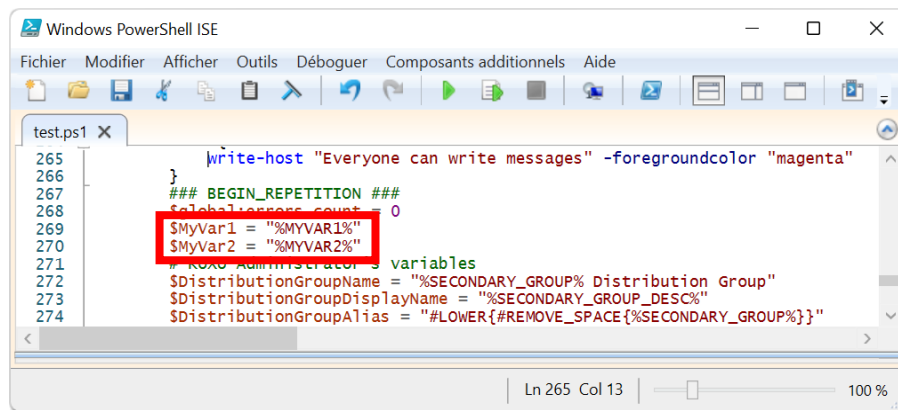 Windows PowerShell ISE
Fichier Modifier Afficher Outils Déboguer Composants additionnels Aide
test.ps1
265 write-host "Everyone can write messages" -foregroundcolor "magenta"
266 }
267 ### BEGIN_REPETITION ###
268 $global:errors_count = 0
269 $MyVar1 = "%MYVAR1%"
270 $MyVar2 = "%MYVAR2%"
271 # KoXo Administrator's variables
272 $DistributionGroupName = "%SECONDARY_GROUP% Distribution Group"
273 $DistributionGroupDisplayName = "%SECONDARY_GROUP_DESC%"
274 $DistributionGroupAlias = "#LOWER{#REMOVE_SPACE{%SECONDARY_GROUP%}}"
Ln 265 Col 13 100 %